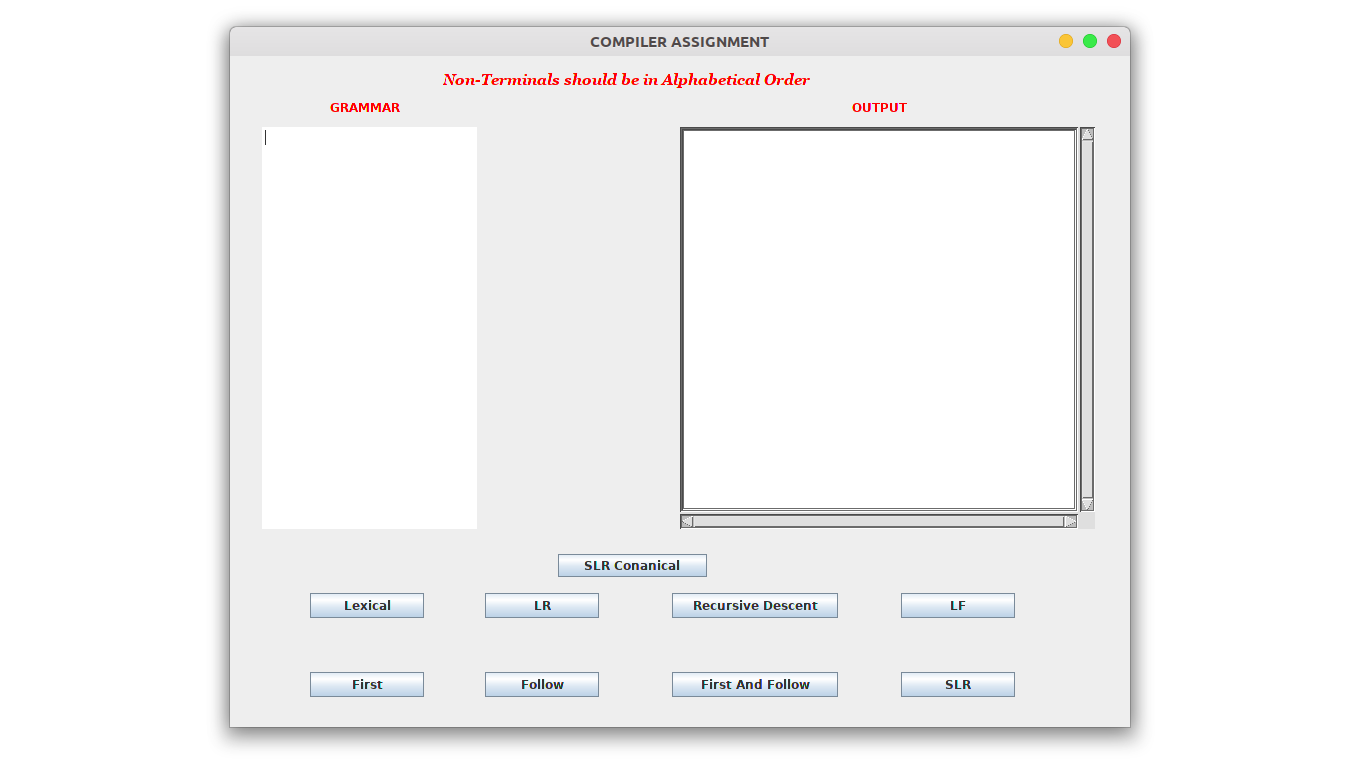 COMPILER ASSIGNMENT
Non-Terminals should be in Alphabetical Order
GRAMMAR
OUTPUT
SLR Conanical
Lexical
LR
Recursive Descent
LF
First
Follow
First And Follow
SLR